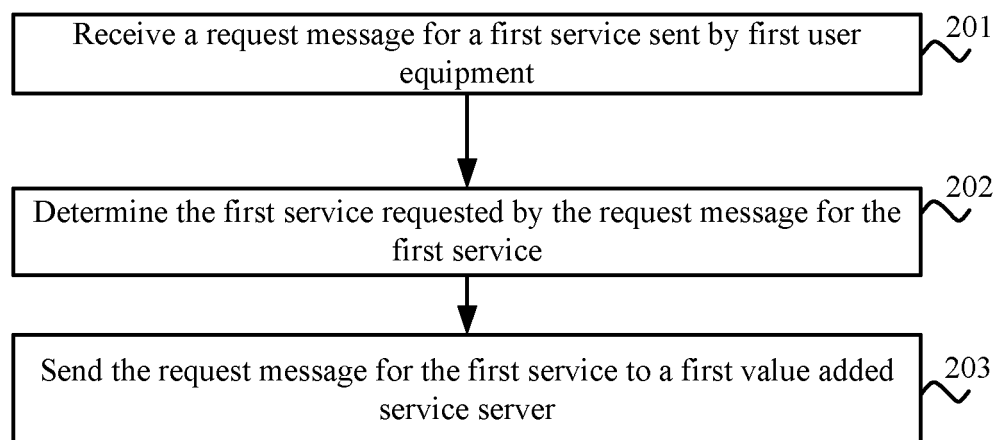 Receive a request message for a first service sent by first user
equipment
201
Determine the first service requested by the request message for the
first service
202
Send the request message for the first service to a first value added
service server
203